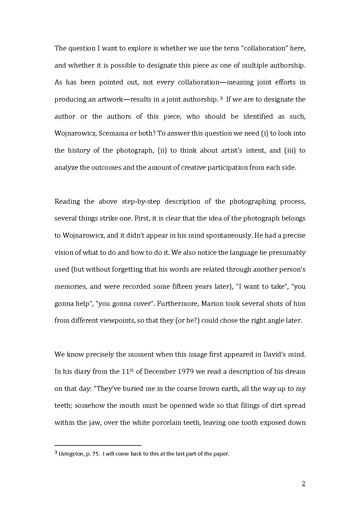 The question I want to explore is whether we use the term "collaboration" here,
and whether it is possible to designate this piece as one of multiple authorship.
As has been pointed out, not every collaboration—meaning joint efforts in
producing an artwork—results in a joint authorship. 3 If we are to designate the
author or the authors of this piece, who should be identified as such,
Wojnarowicz, Scemama or both? To answer this question we need (i) to look into
the history of the photograph, (ii) to think about artist's intent, and (iii) to
analyze the outcomes and the amount of creative participation from each side.
Reading the above step-by-step description of the photographing process,
several things strike one. First, it is clear that the idea of the photograph belongs
to Wojnarowicz, and it didn't appear in his mind spontaneously. He had a precise
vision of what to do and how to do it. We also notice the language he presumably
used (but without forgetting that his words are related through another person's
memories, and were recorded some fifteen years later), "I want to take", "you
gonna help", "you gonna cover". Furthermore, Marion took several shots of him
from different viewpoints, so that they (or he?) could chose the right angle later.
We know precisely the moment when this image first appeared in David's mind.
In his diary from the 11th of December 1979 we read a description of his dream
on that day: "They've buried me in the coarse brown earth, all the way up to my
teeth; somehow the mouth must be openned wide so that filings of dirt spread
within the jaw, over the white porcelain teeth, leaving one tooth exposed down
3 Livingston, p. 75. I will come back to this at the last part of the paper.
2